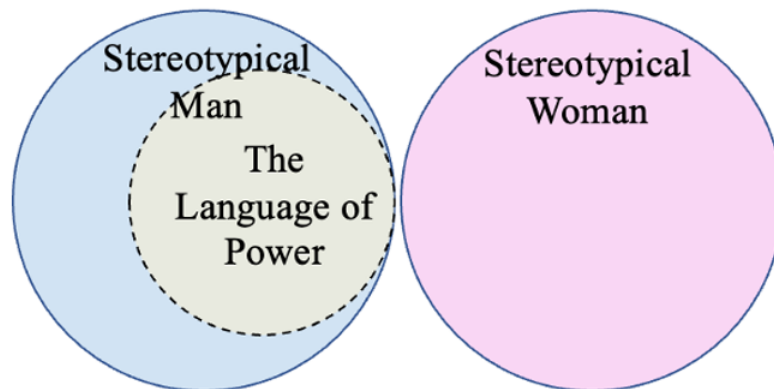 Stereotypical
Man
The
Language of
Power
Stereotypical
Woman